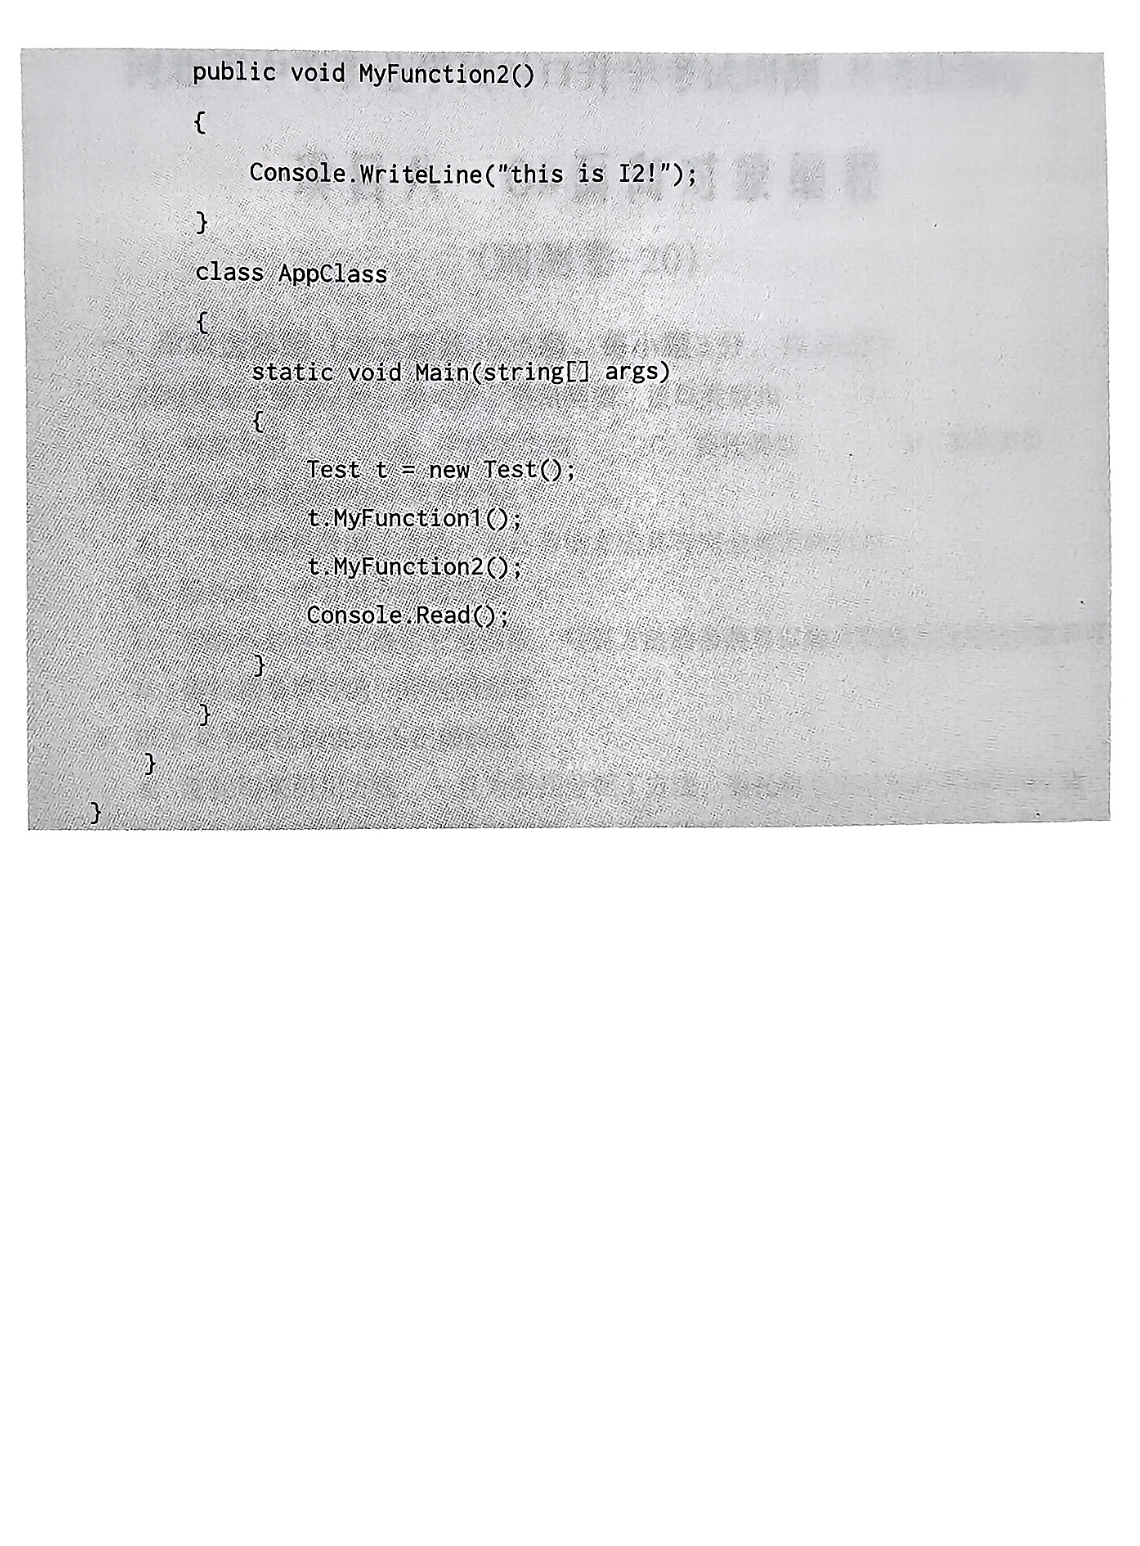 public void MyFunction2()
{
Console.WriteLine("this is I2!");
}
class AppClass
{
static void Main(string[] args)
{
Test t = new Test();
t.MyFunction1();
t.MyFunction2();
Console.Read();
}
}
}
}